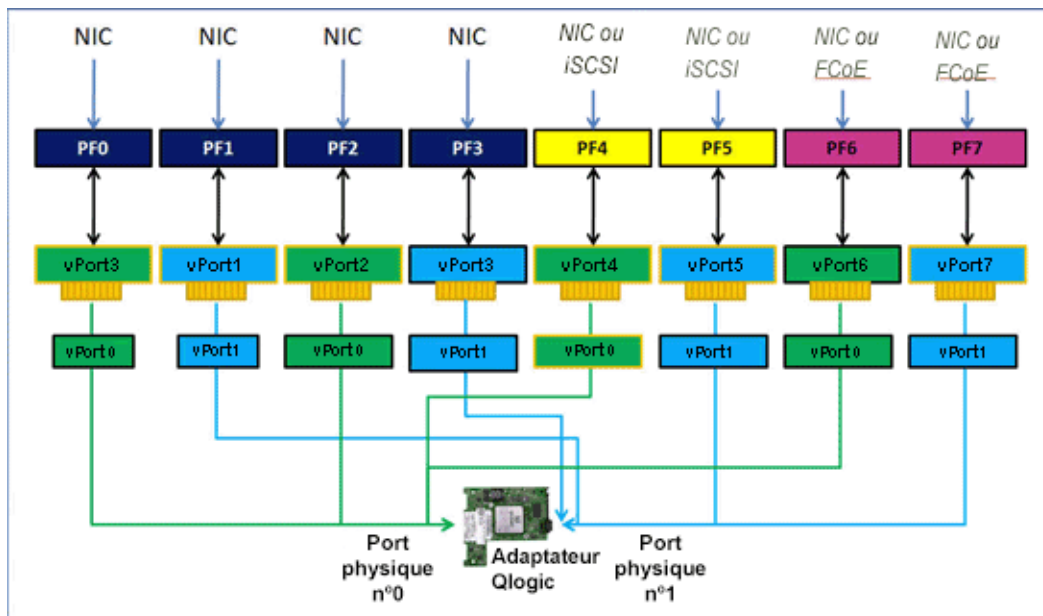 NIC NIC NIC NIC NIC ou NIC ou NIC ou NIC ou
iSCSI iSCSI FCoE FCoE
PF0 PF1 PF2 PF3 PF4 PF5 PF6 PF7
vPort3 vPort1 vPort2 vPort3 vPort4 vPort5 vPort6 vPort7
vPort0 vPort1 vPort0 vPort1 vPort0 vPort1 vPort0 vPort1
Port
physique
nº0
Adaptateur
Qlogic
Port
physique
nº1